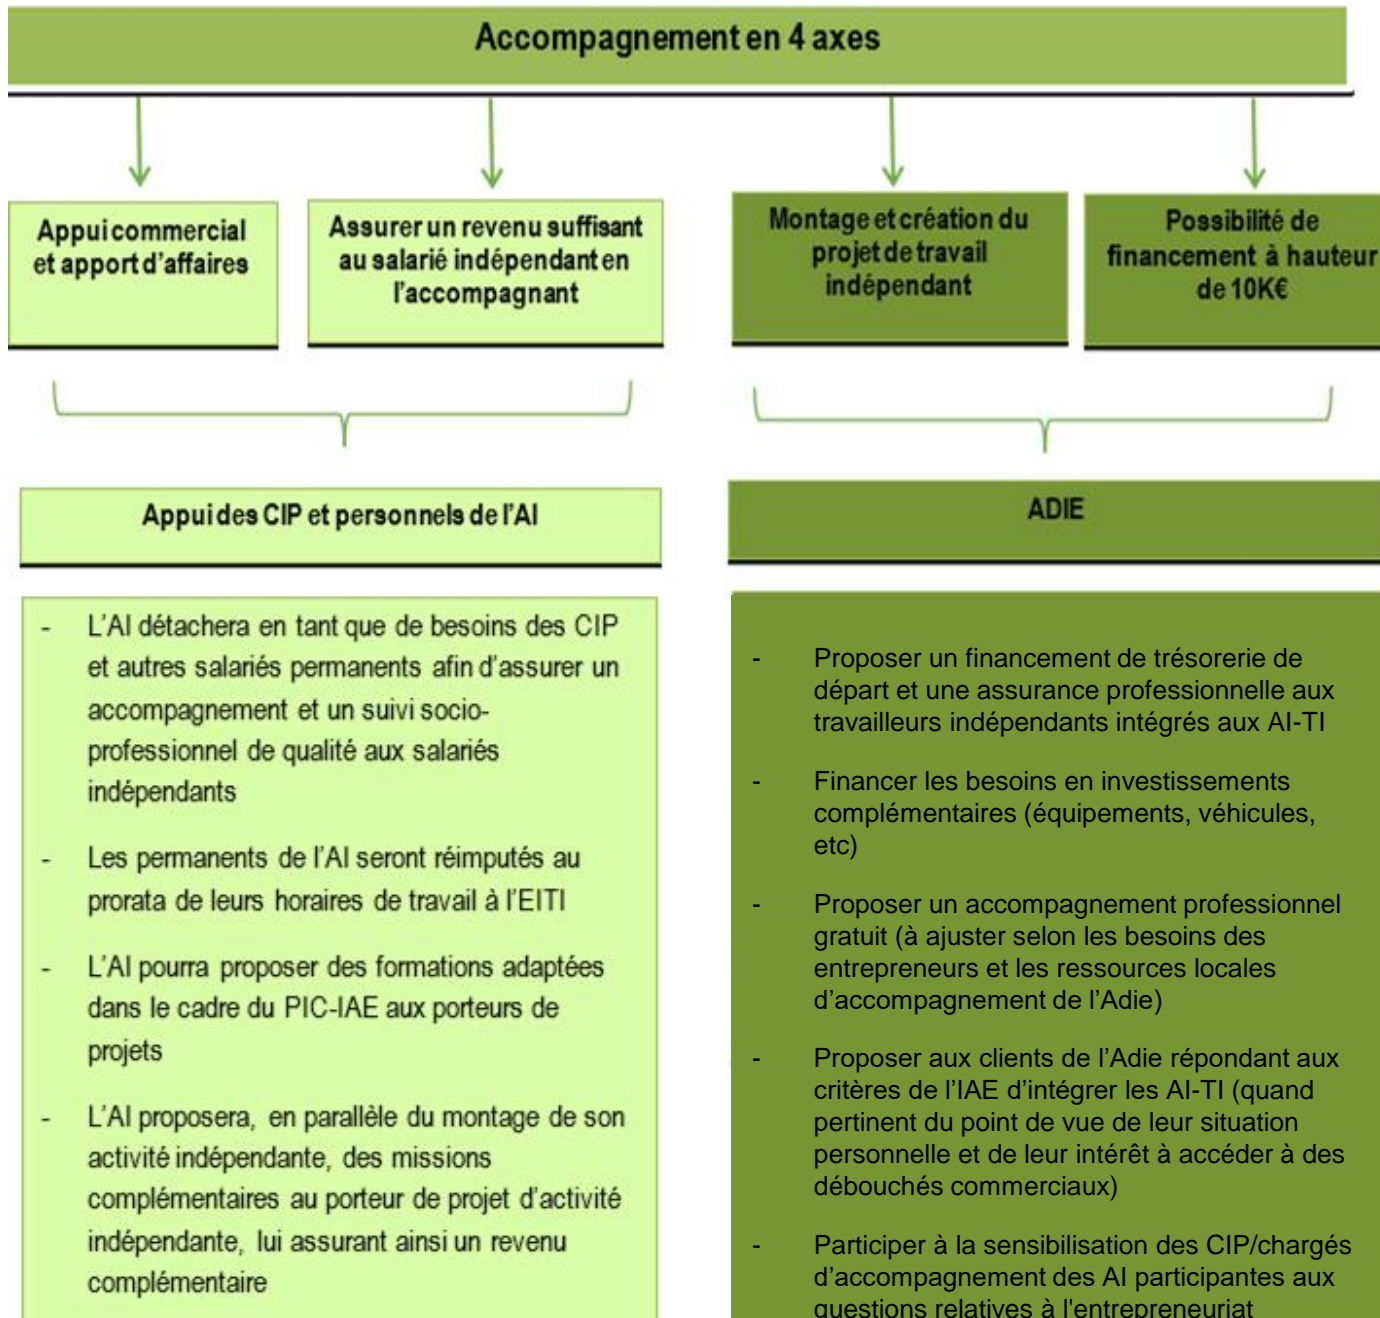 Accompagnement en 4 axes
Appui commercial
et apport d'affaires
Assurer un revenu suffisant
au salarié indépendant en
l'accompagnant
Montage et création du
projet de travail
indépendant
Possibilité de
financement à hauteur
de 10K€
Appui des CIP et personnels de l'AI
ADIE
- L'AI détachera en tant que de besoins des CIP
et autres salariés permanents afin d'assurer un
accompagnement et un suivi socio-
professionnel de qualité aux salariés
indépendants
- Les permanents de l'AI seront réimputés au
prorata de leurs horaires de travail à l'EITI
- L'AI pourra proposer des formations adaptées
dans le cadre du PIC-IAE aux porteurs de
projets
- L'AI proposera, en parallèle du montage de son
activité indépendante, des missions
complémentaires au porteur de projet d'activité
indépendante, lui assurant ainsi un revenu
complémentaire
- Proposer un financement de trésorerie de
départ et une assurance professionnelle aux
travailleurs indépendants intégrés aux AI-TI
- Financer les besoins en investissements
complémentaires (équipements, véhicules,
etc)
- Proposer un accompagnement professionnel
gratuit (à ajuster selon les besoins des
entrepreneurs et les ressources locales
d'accompagnement de l'Adie)
- Proposer aux clients de l'Adie répondant aux
critères de l'IAE d'intégrer les AI-TI (quand
pertinent du point de vue de leur situation
personnelle et de leur intérêt à accéder à des
débouchés commerciaux)
- Participer à la sensibilisation des CIP/chargés
d'accompagnement des AI participantes aux
questions relatives à l'entrepreneuriat